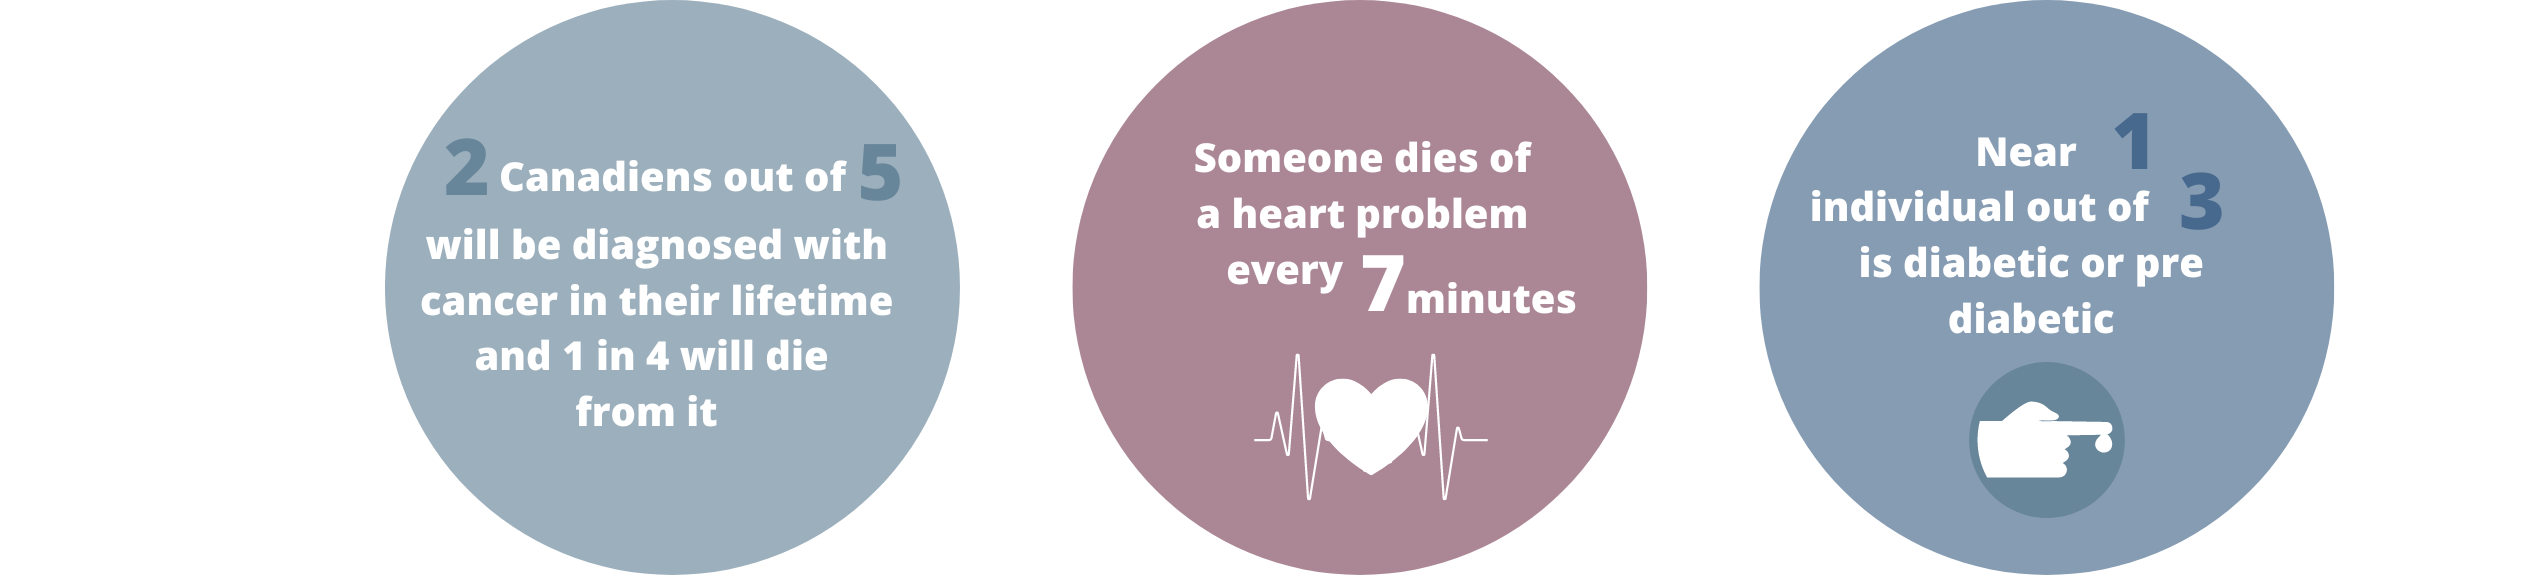 2 Canadiens out of 5
will be diagnosed with
cancer in their lifetime
and 1 in 4 will die
from it
Someone dies of
a heart problem
every 7 minutes
Near 1
individual out of 3
is diabetic or pre
diabetic